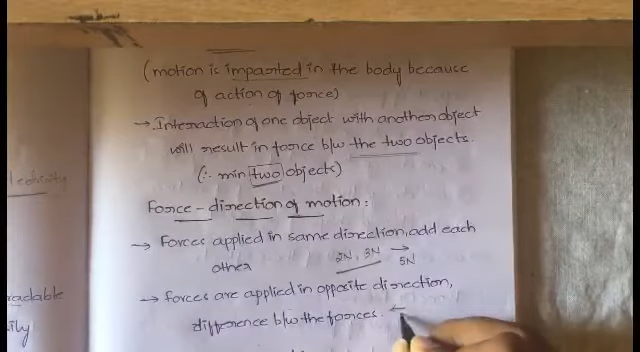 (motion is imparted in the body because
of action of force)
→ Interaction of one object with another object
will result in force b/w the two objects.
(∴ min two objects)
Force - direction of motion:
→ Forces applied in same direction, add each
other 2N, 3N → 5N
→ Forces are applied in opposite direction,
difference b/w the forces. ←
radable
ily